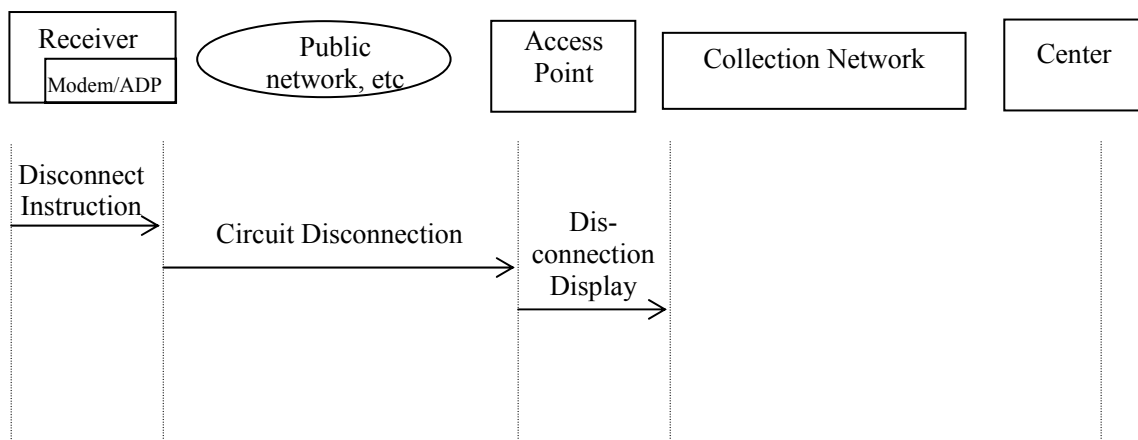 Receiver
Modem/ADP
Public
network, etc
Access
Point
Collection Network
Center
Disconnect
Instruction
Circuit Disconnection
Dis-
connection
Display